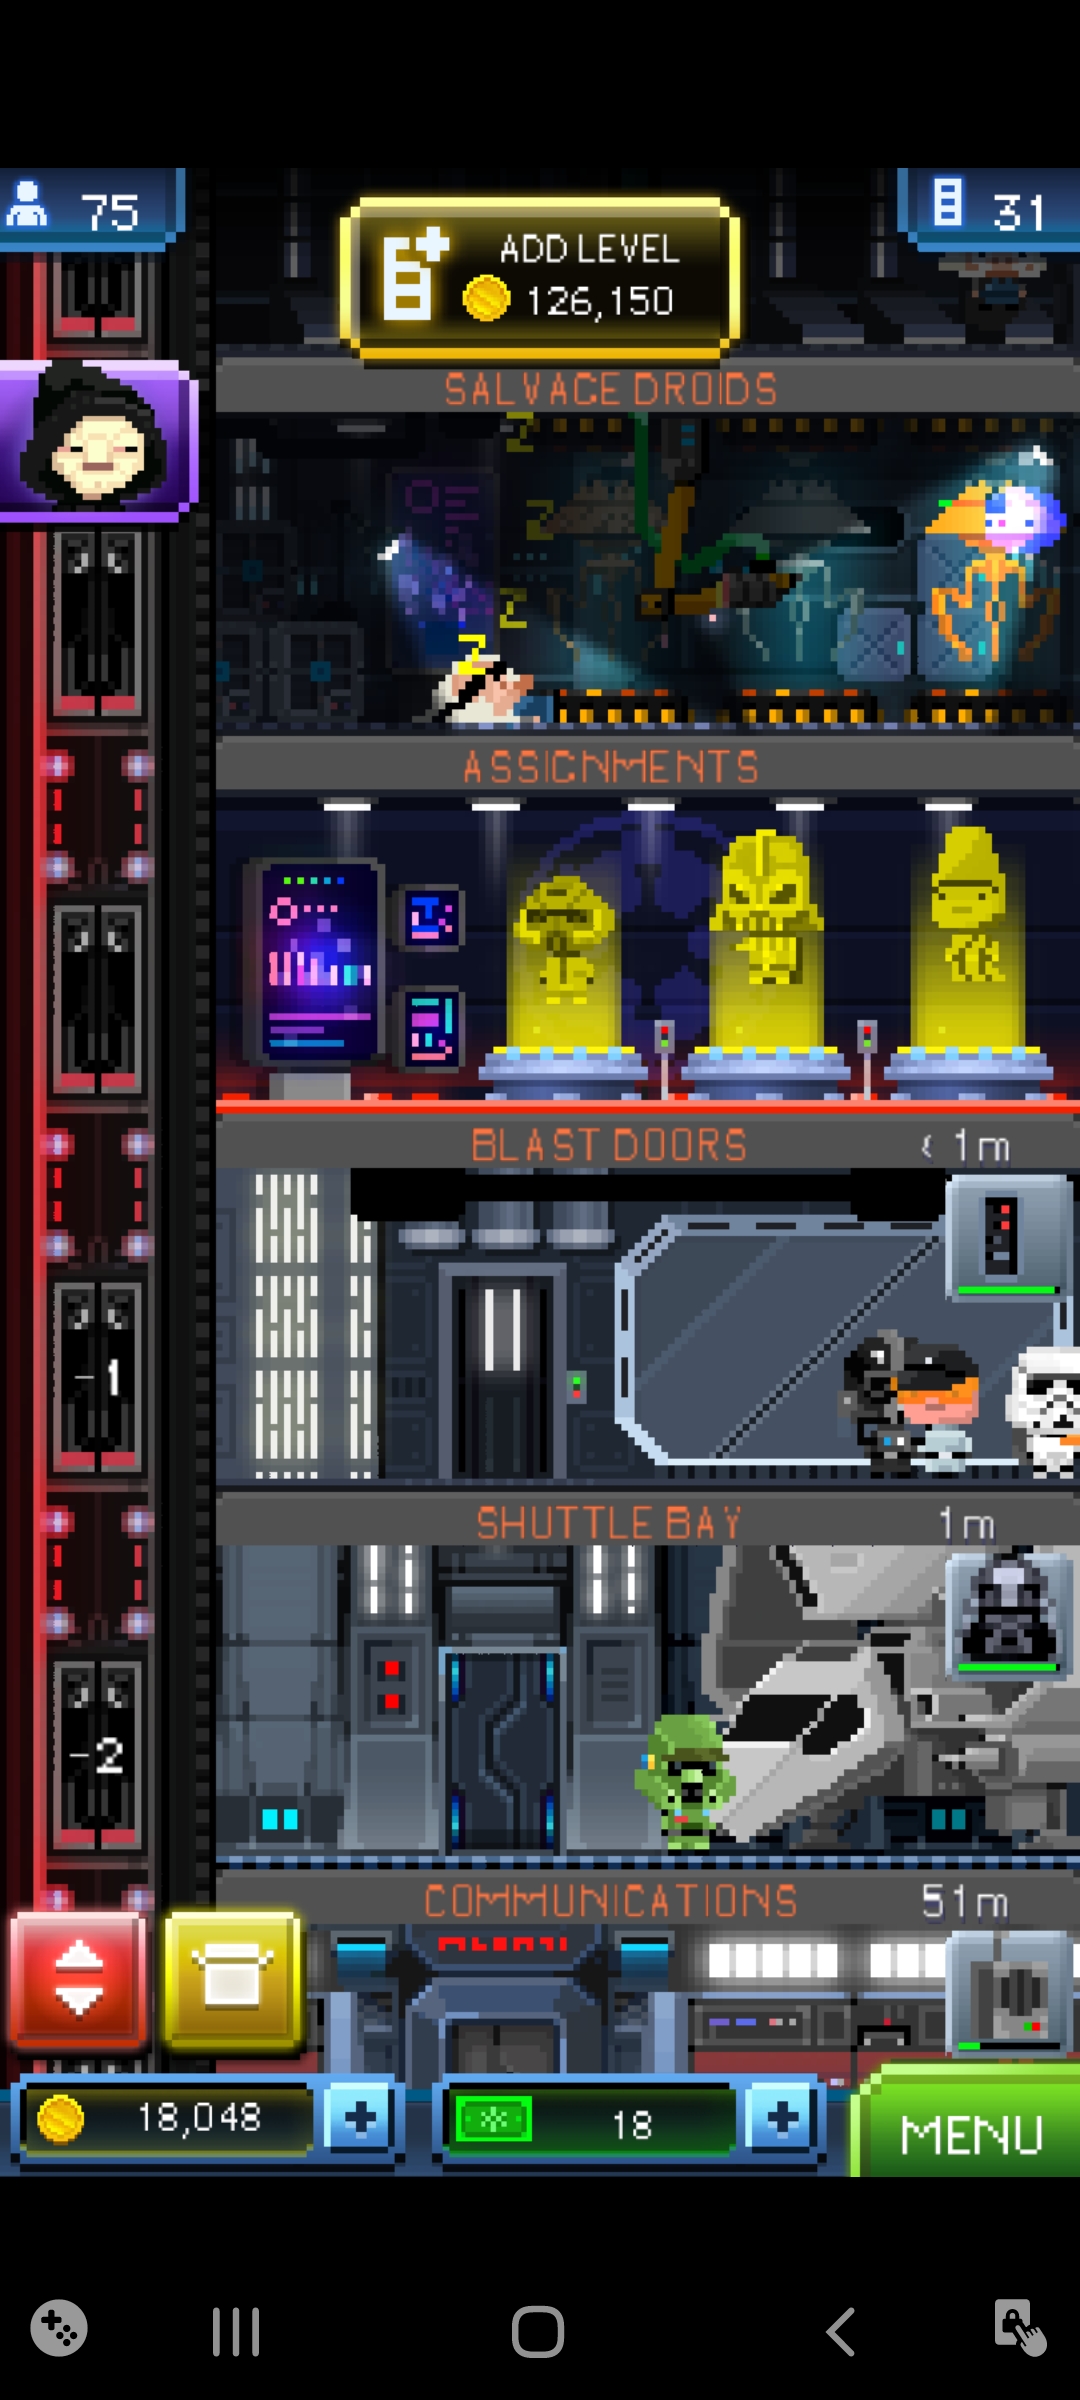 75
ADD LEVEL
126,150
31
SALVAGE DROIDS
Z
Z
Z
Z
ASSIGNMENTS
BLAST DOORS
< 1m
-1
SHUTTLE BAY
1m
-2
COMMUNICATIONS
51m
18,048
18
MENU